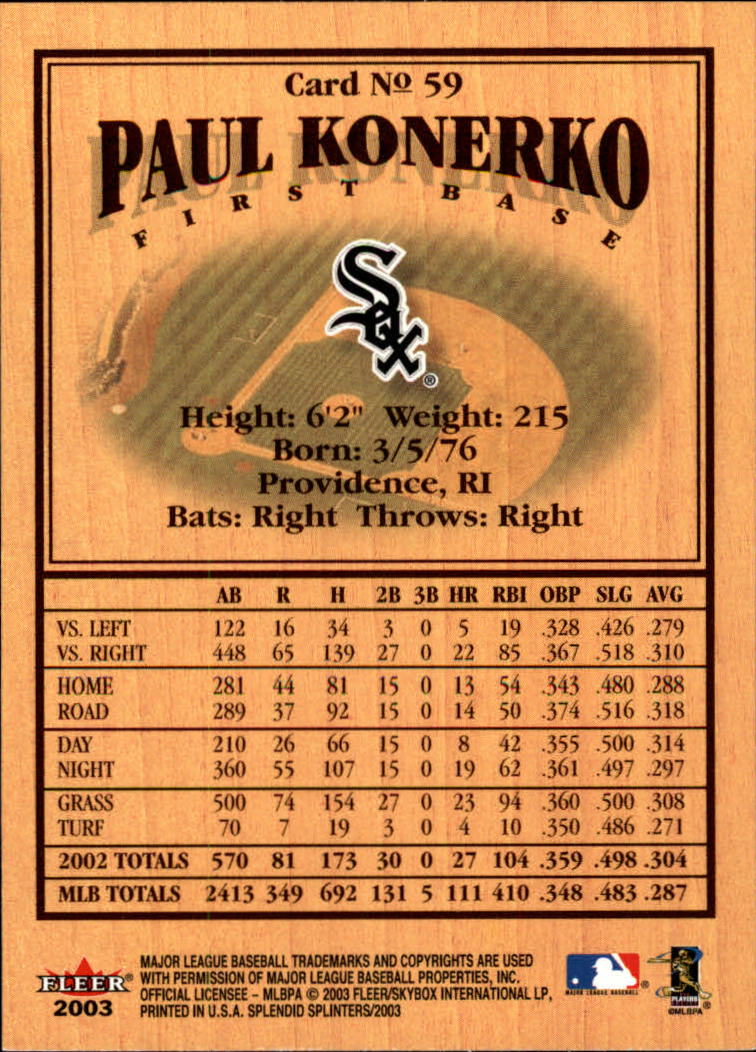 Card No 59
PAUL KONERKO
FIRST BASE
Sox
®
Height: 6'2" Weight: 215
Born: 3/5/76
Providence, RI
Bats: Right Throws: Right
AB R H 2B 3B HR RBI OBP SLG AVG
VS. LEFT 122 16 34 3 0 5 19 .328 .426 .279
VS. RIGHT 448 65 139 27 0 22 85 .367 .518 .310
HOME 281 44 81 15 0 13 54 .343 .480 .288
ROAD 289 37 92 15 0 14 50 .374 .516 .318
DAY 210 26 66 15 0 8 42 .355 .500 .314
NIGHT 360 55 107 15 0 19 62 .361 .497 .297
GRASS 500 74 154 27 0 23 94 .360 .500 .308
TURF 70 7 19 3 0 4 10 .350 .486 .271
2002 TOTALS 570 81 173 30 0 27 104 .359 .498 .304
MLB TOTALS 2413 349 692 131 5 111 410 .348 .483 .287
FLEER®
2003
MAJOR LEAGUE BASEBALL TRADEMARKS AND COPYRIGHTS ARE USED
WITH PERMISSION OF MAJOR LEAGUE BASEBALL PROPERTIES, INC.
OFFICIAL LICENSEE - MLBPA © 2003 FLEER/SKYBOX INTERNATIONAL LP,
PRINTED IN U.S.A. SPLENDID SPLINTERS/2003
MAJOR LEAGUE BASEBALL®
PLAYERS
©MLBPA